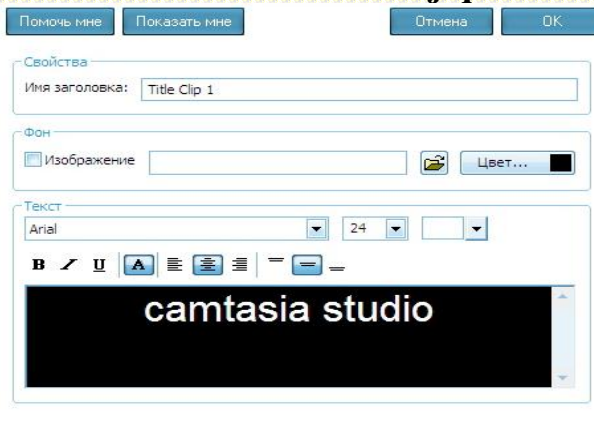 Помочь мне Показать мне Отмена OK
Свойства
Имя заголовка: Title Clip 1
Фон
Изображение Цвет...
Текст
Arial 24
B I U A
camtasia studio